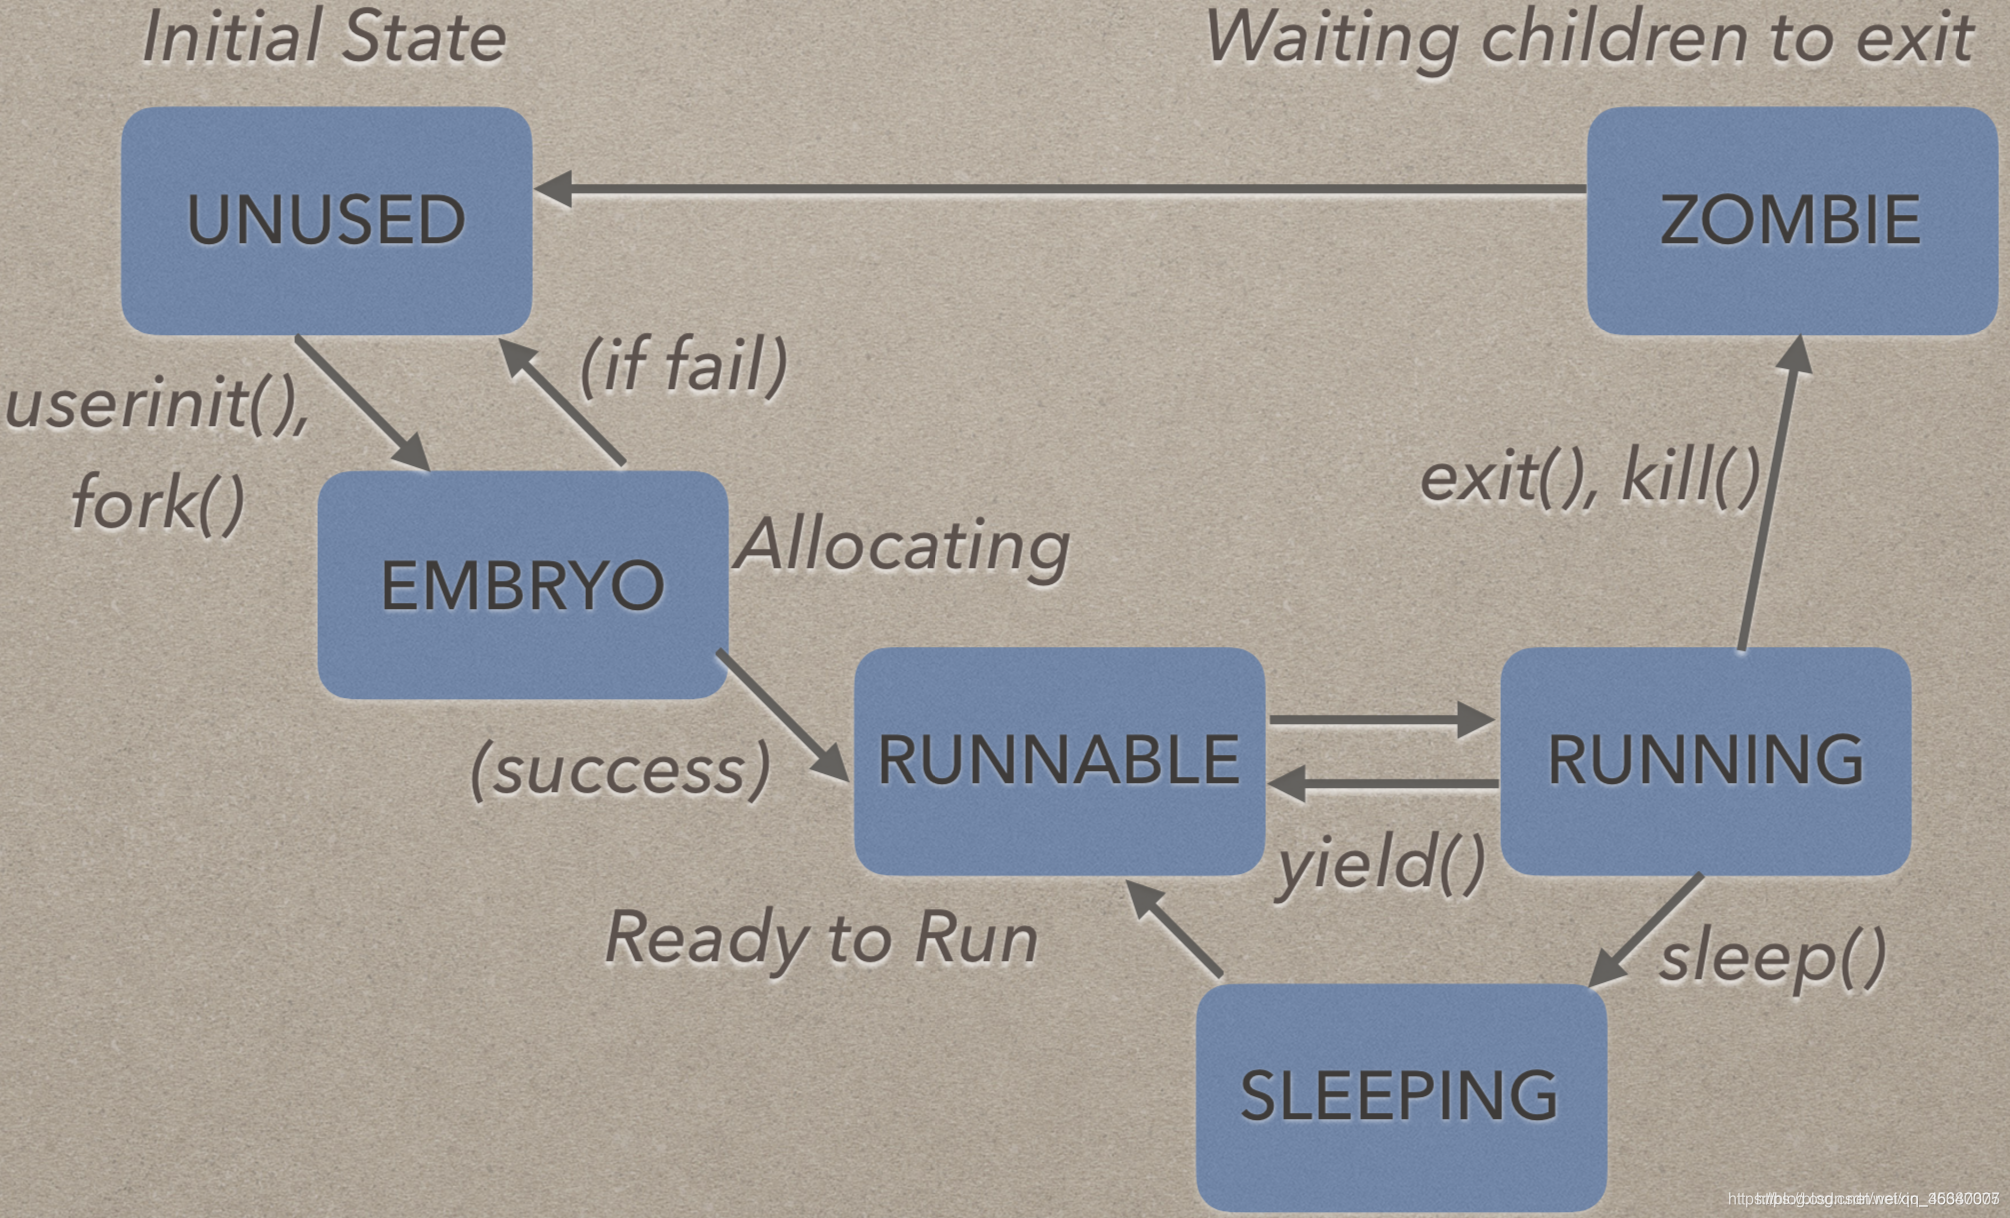 Initial State
Waiting children to exit
UNUSED
ZOMBIE
(if fail)
userinit(),
fork()
exit(), kill()
EMBRYO
Allocating
(success)
RUNNABLE
RUNNING
yield()
Ready to Run
sleep()
SLEEPING